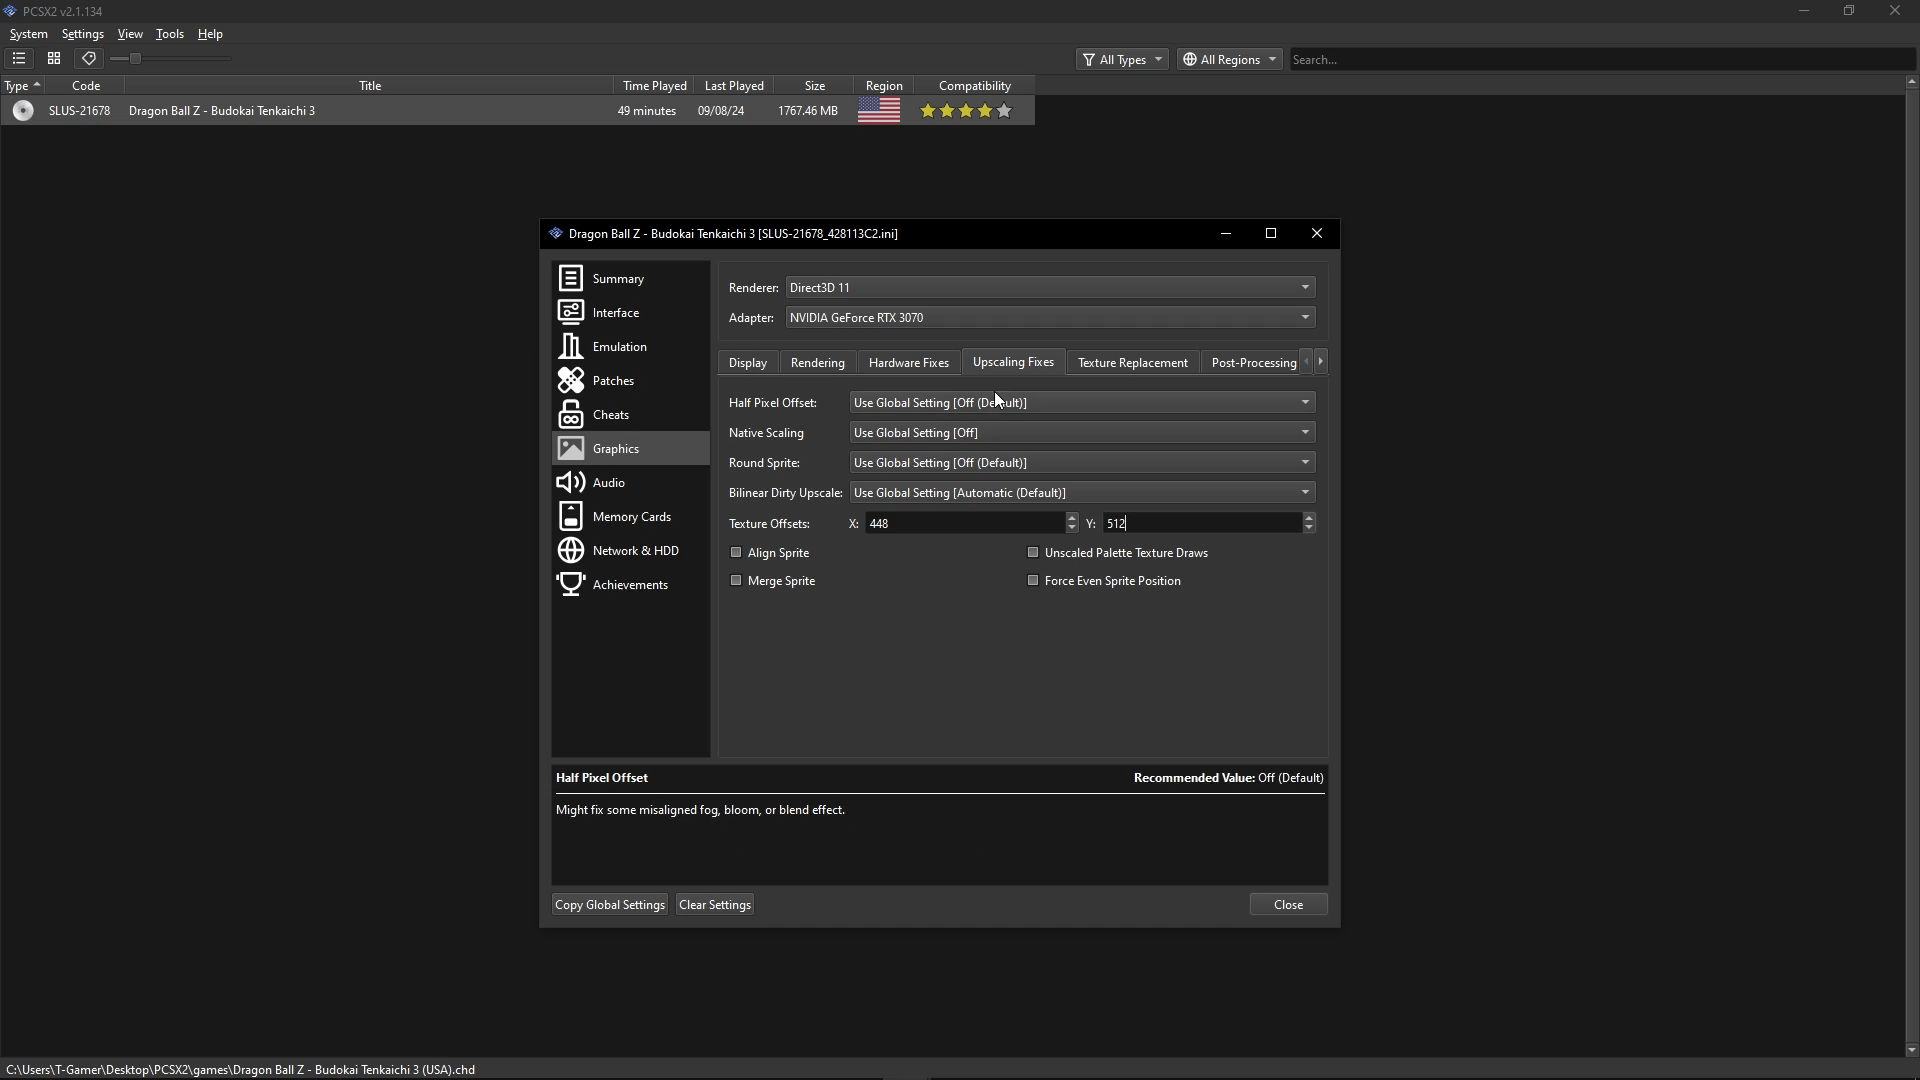 PCSX2 v2.1.134
System Settings View Tools Help
All Types All Regions Search...
Type Code Title Time Played Last Played Size Region Compatibility
SLUS-21678 Dragon Ball Z - Budokai Tenkaichi 3 49 minutes 09/08/24 1767.46 MB
Dragon Ball Z - Budokai Tenkaichi 3 [SLUS-21678_428113C2.ini]
Summary
Interface
Emulation
Patches
Cheats
Graphics
Audio
Memory Cards
Network & HDD
Achievements
Renderer: Direct3D 11
Adapter: NVIDIA GeForce RTX 3070
Display Rendering Hardware Fixes Upscaling Fixes Texture Replacement Post-Processing
Half Pixel Offset: Use Global Setting [Off (Default)]
Native Scaling Use Global Setting [Off]
Round Sprite: Use Global Setting [Off (Default)]
Bilinear Dirty Upscale: Use Global Setting [Automatic (Default)]
Texture Offsets: X: 448 Y: 512
Align Sprite Unscaled Palette Texture Draws
Merge Sprite Force Even Sprite Position
Half Pixel Offset Recommended Value: Off (Default)
Might fix some misaligned fog, bloom, or blend effect.
Copy Global Settings Clear Settings Close
C:\Users\T-Gamer\Desktop\PCSX2\games\Dragon Ball Z - Budokai Tenkaichi 3 (USA).chd